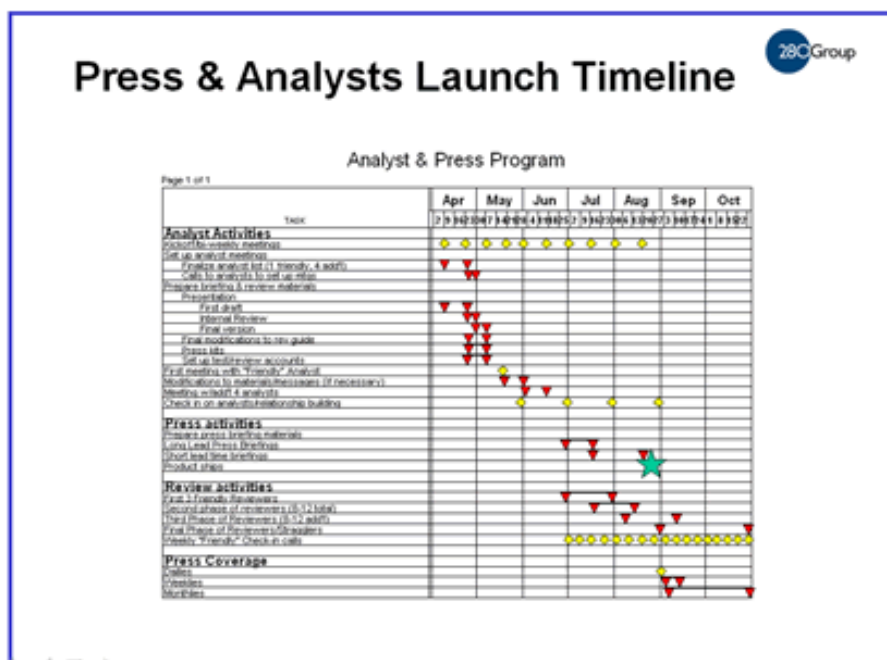 280Group
Press & Analysts Launch Timeline
Analyst & Press Program
Page 1 of 1
Apr May Jun Jul Aug Sep Oct
TASK
Analyst Activities
Kickoff/bi-weekly meetings
Set up analyst meetings
Finalize analyst list (1 friendly, 4 addt'l)
Calls to analysts to set up mtgs
Prepare briefing & review materials
Presentation
First draft
Internal Review
Final version
Final modifications to rev guide
Press kits
Set up test/review accounts
First meeting with "Friendly" Analyst
Modifications to materials/messages (if necessary)
Meeting w/addt'l 4 analysts
Check in on analysts/relationship building
Press activities
Prepare press briefing materials
Long Lead Press Briefings
Short lead time briefings
Product ships
Review activities
First 3 Friendly Reviewers
Second phase of reviewers (8-12 total)
Third Phase of Reviewers (8-12 addt'l)
Final Phase of Reviewers/Stragglers
Weekly "Friendly" Check-in calls
Press Coverage
Dailies
Weeklies
Monthlies